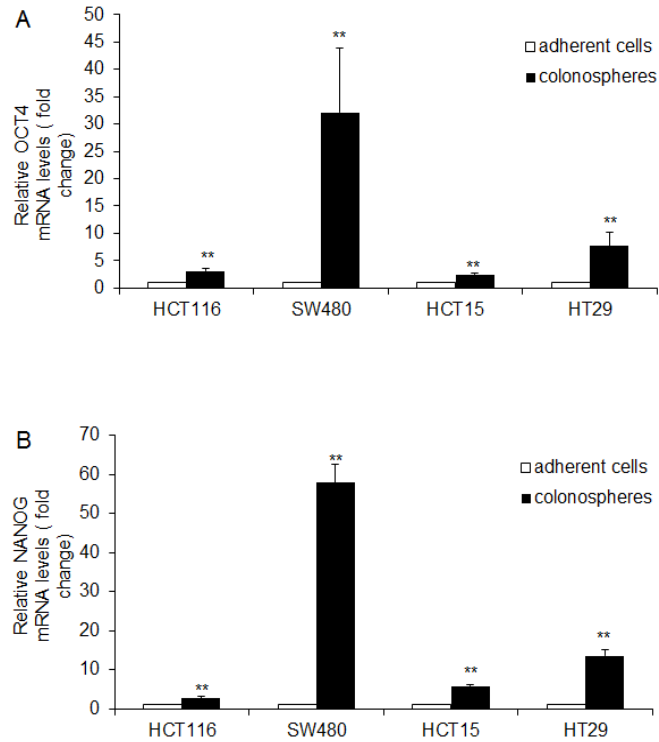 A
50
45
40
35
30
25
20
15
10
5
0
Relative OCT4
mRNA levels ( fold
change)
**
**
**
**
adherent cells
colonospheres
HCT116
SW480
HCT15
HT29
B
70
60
50
40
30
20
10
0
Relative NANOG
mRNA levels ( fold
change)
**
**
**
**
adherent cells
colonospheres
HCT116
SW480
HCT15
HT29